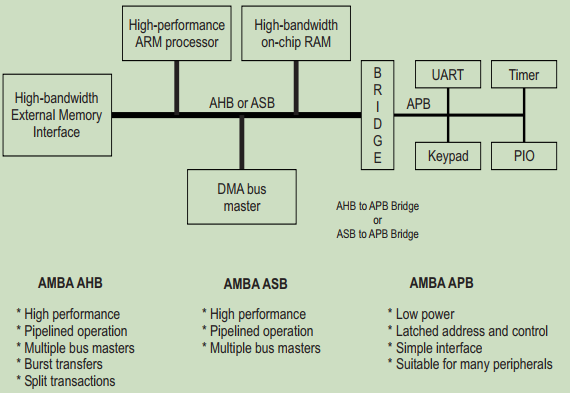 High-performance
ARM processor
High-bandwidth
on-chip RAM
High-bandwidth
External Memory
Interface
AHB or ASB
B
R
I
D
G
E
APB
UART
Timer
Keypad
PIO
DMA bus
master
AHB to APB Bridge
or
ASB to APB Bridge
AMBA AHB
* High performance
* Pipelined operation
* Multiple bus masters
* Burst transfers
* Split transactions
AMBA ASB
* High performance
* Pipelined operation
* Multiple bus masters
AMBA APB
* Low power
* Latched address and control
* Simple interface
* Suitable for many peripherals